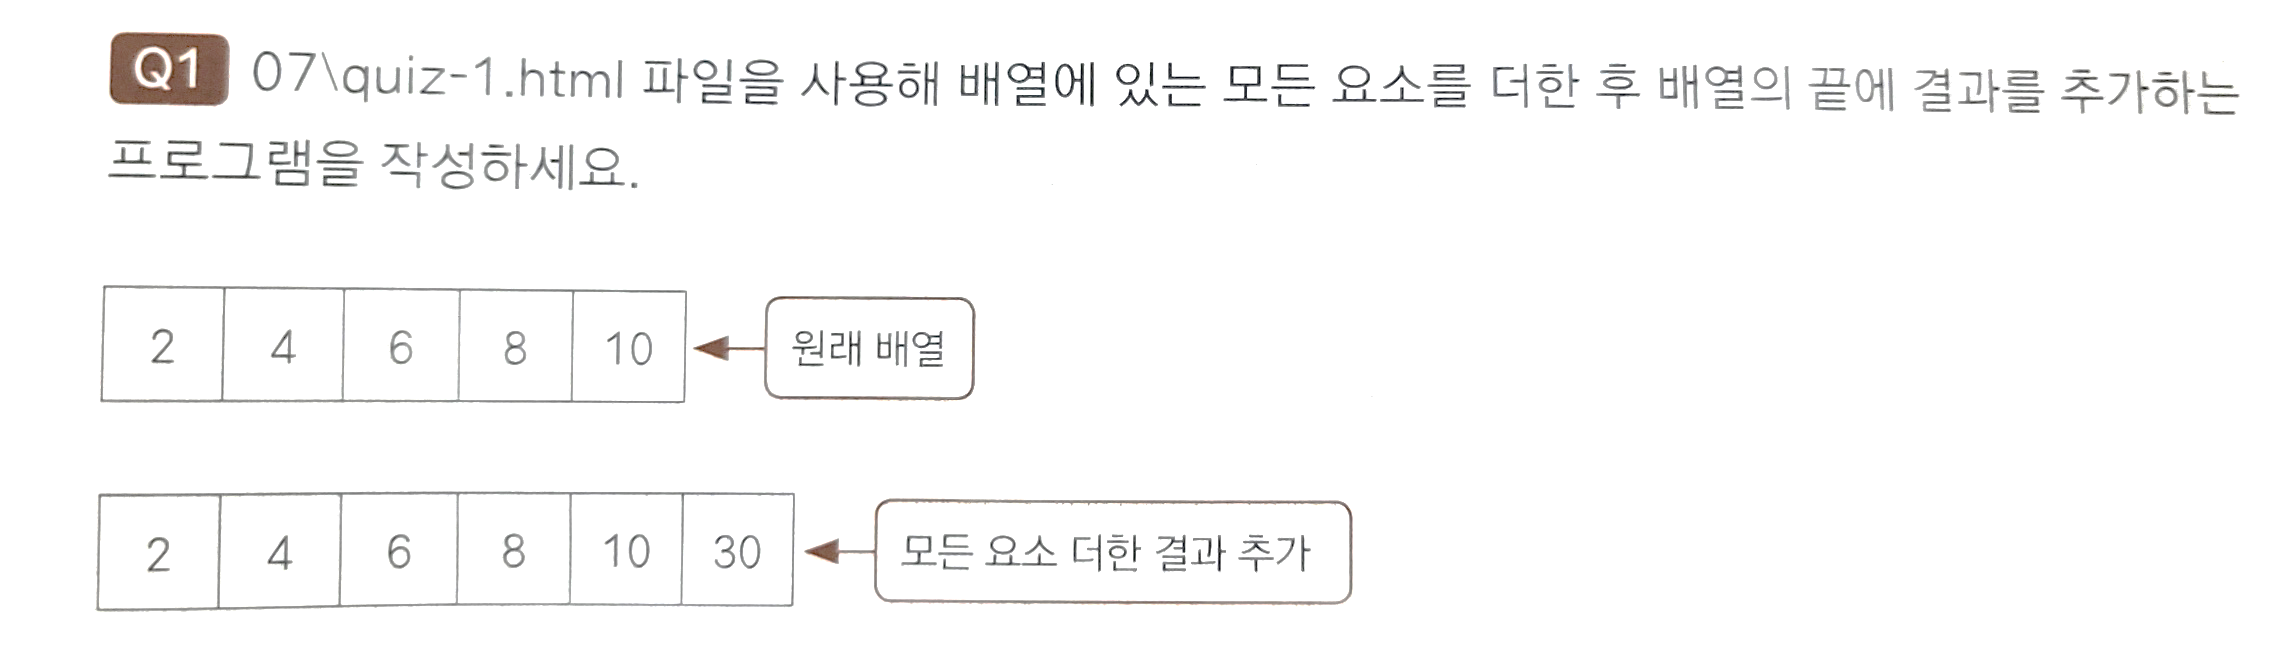 Q1 07\quiz-1.html 파일을 사용해 배열에 있는 모든 요소를 더한 후 배열의 끝에 결과를 추가하는
프로그램을 작성하세요.
2 4 6 8 10 원래 배열
2 4 6 8 10 30 모든 요소 더한 결과 추가